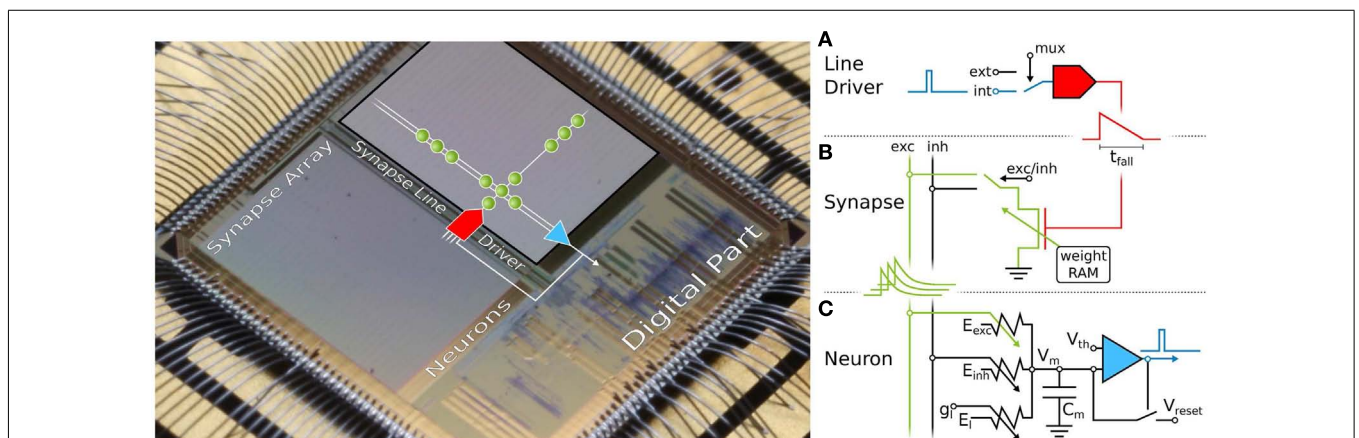 Synapse Array
Synapse Line
Driver
Neurons
Digital Part
A
Line
Driver
mux
ext
int
t_fall
B
exc inh
exc/inh
Synapse
weight
RAM
C
Neuron
E_exc
E_inh
g_l
E_l
V_m
C_m
V_th
V_reset